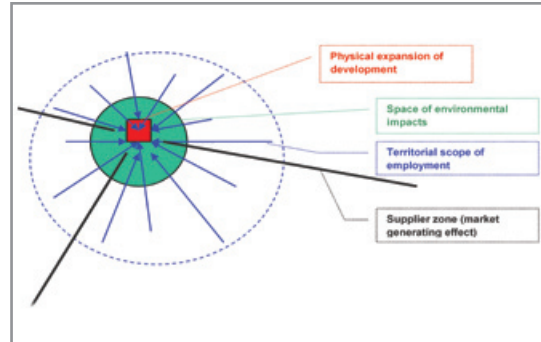 Physical expansion of
development
Space of environmental
impacts
Territorial scope of
employment
Supplier zone (market
generating effect)